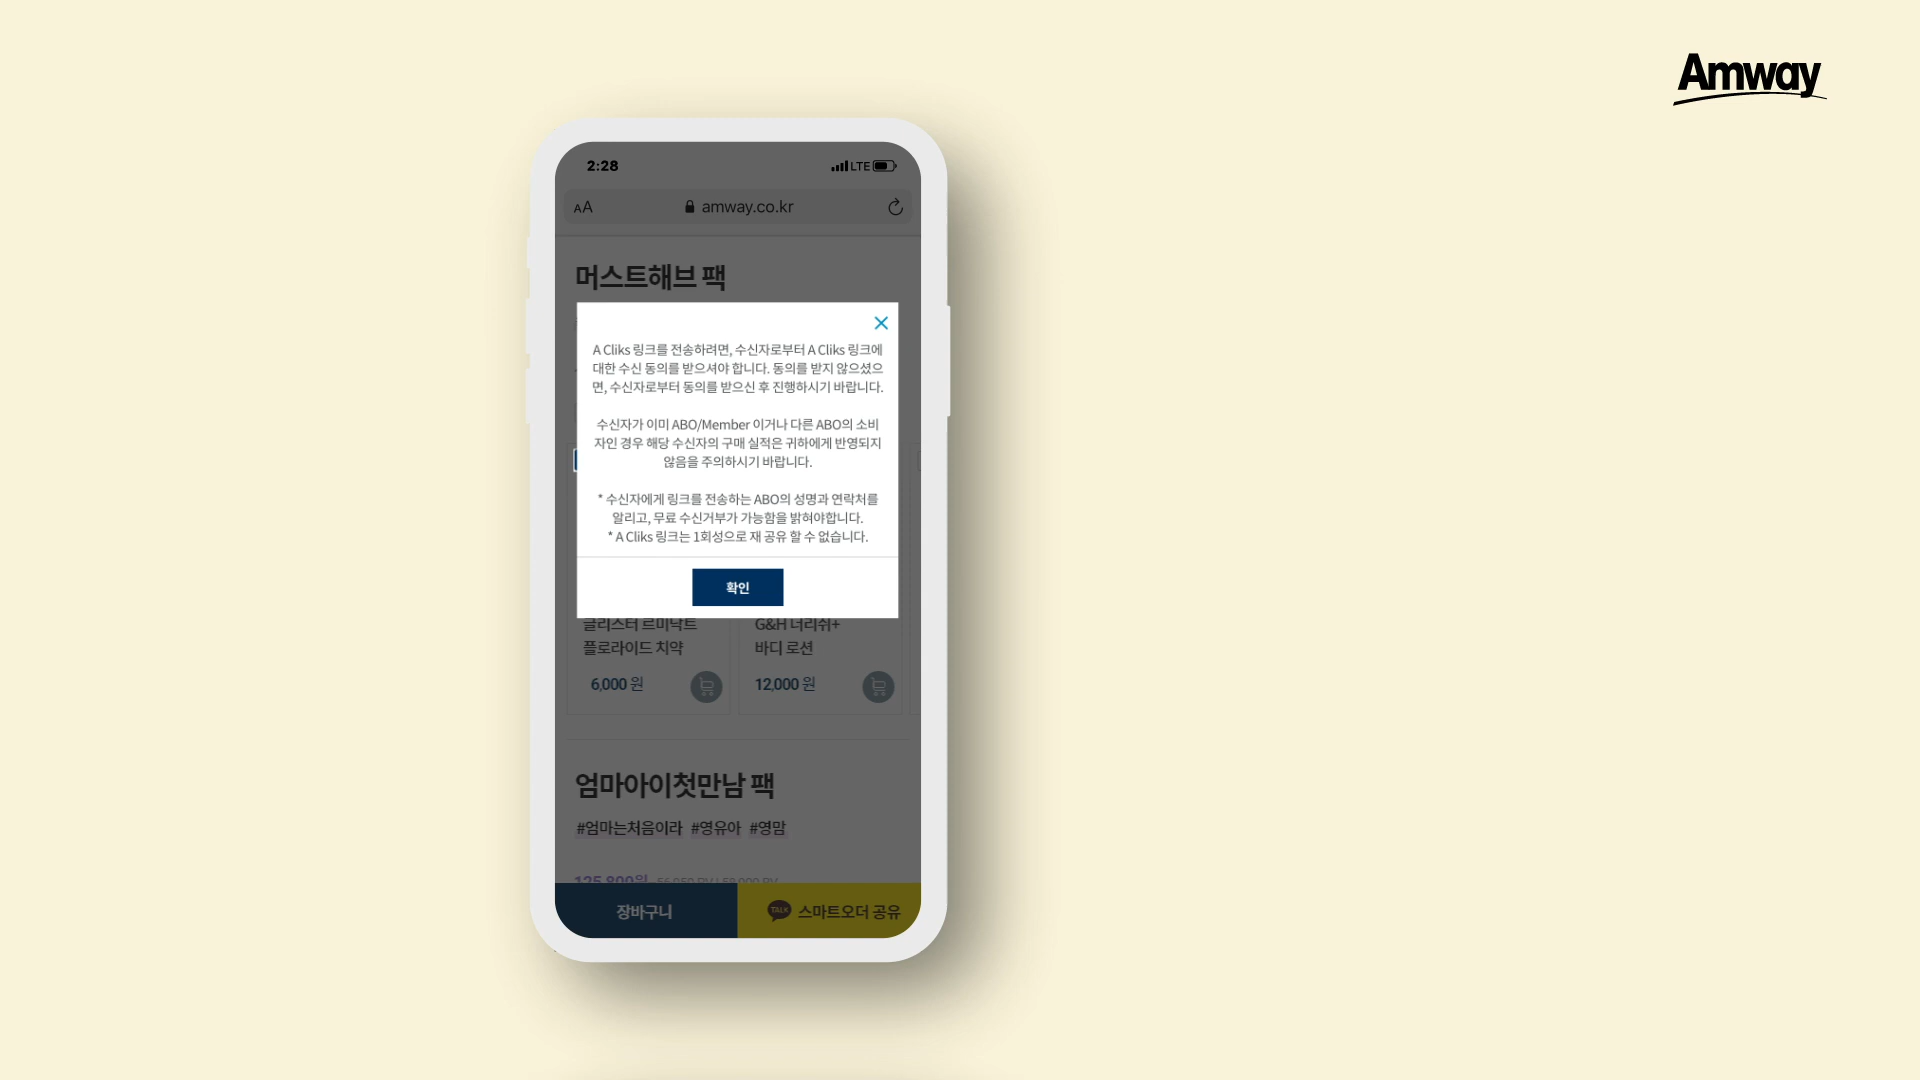 Amway
2:28
LTE
AA
amway.co.kr
머스트해브 팩
A Cliks 링크를 전송하려면, 수신자로부터 A Cliks 링크에
대한 수신 동의를 받으셔야 합니다. 동의를 받지 않으셨으
면, 수신자로부터 동의를 받으신 후 진행하시기 바랍니다.
수신자가 이미 ABO/Member 이거나 다른 ABO의 소비
자인 경우 해당 수신자의 구매 실적은 귀하에게 반영되지
않음을 주의하시기 바랍니다.
* 수신자에게 링크를 전송하는 ABO의 성명과 연락처를
알리고, 무료 수신거부가 가능함을 밝혀야합니다.
* A Cliks 링크는 1회성으로 재 공유 할 수 없습니다.
확인
글리스터 르미닥트
플로라이드 치약
6,000 원
G&H 너리쉬+
바디 로션
12,000 원
엄마아이첫만남 팩
#엄마는처음이라 #영유아 #영맘
125,800원
장바구니
TALK 스마트오더 공유